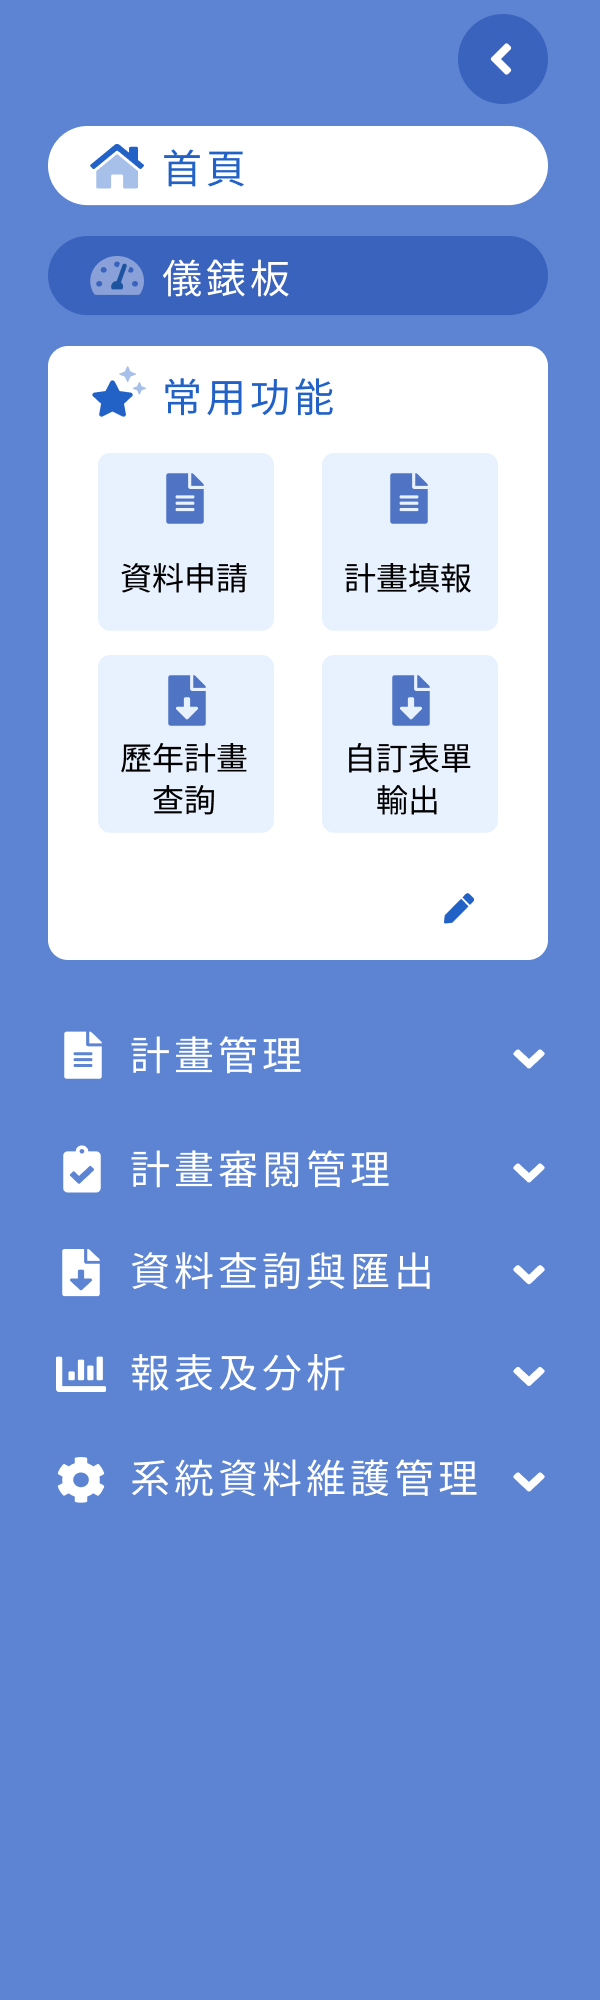 首頁
儀錶板
常用功能
資料申請
計畫填報
歷年計畫
查詢
自訂表單
輸出
計畫管理
計畫審閱管理
資料查詢與匯出
報表及分析
系統資料維護管理